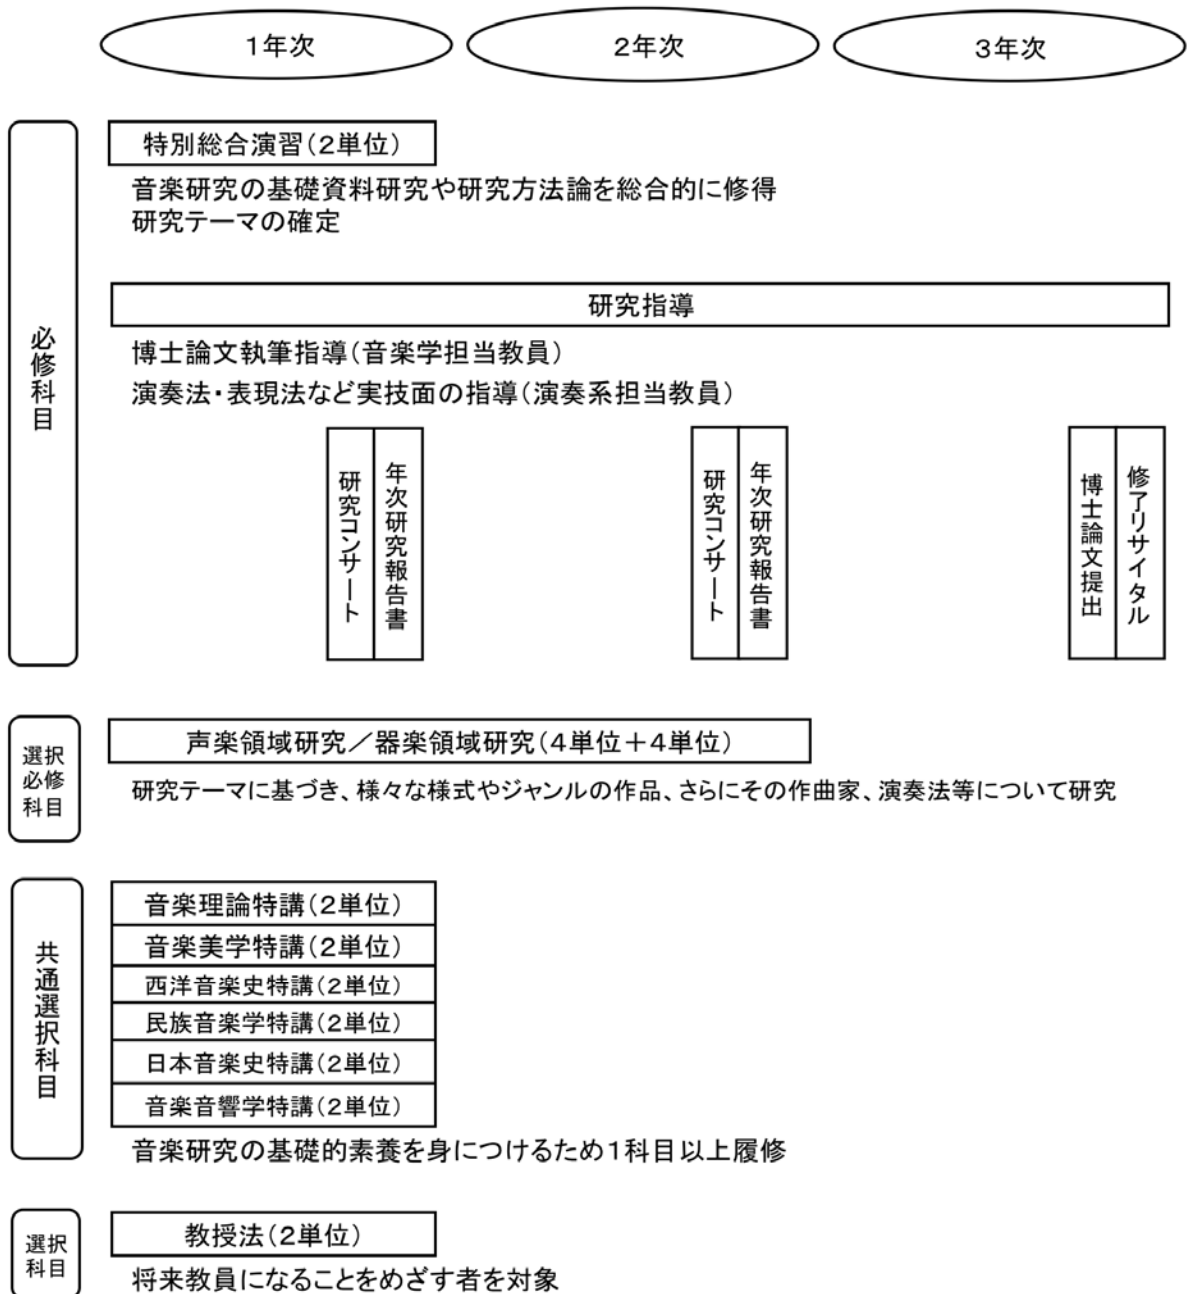 1年次
2年次
3年次
必修科目
特別総合演習(2単位)
音楽研究の基礎資料研究や研究方法論を総合的に修得
研究テーマの確定
研究指導
博士論文執筆指導(音楽学担当教員)
演奏法・表現法など実技面の指導(演奏系担当教員)
研究コンサート
年次研究報告書
研究コンサート
年次研究報告書
博士論文提出
修了リサイタル
選択
必修
科目
声楽領域研究／器楽領域研究(4単位＋4単位)
研究テーマに基づき、様々な様式やジャンルの作品、さらにその作曲家、演奏法等について研究
共通選択科目
音楽理論特講(2単位)
音楽美学特講(2単位)
西洋音楽史特講(2単位)
民族音楽学特講(2単位)
日本音楽史特講(2単位)
音楽音響学特講(2単位)
音楽研究の基礎的素養を身につけるため1科目以上履修
選択
科目
教授法(2単位)
将来教員になることをめざす者を対象